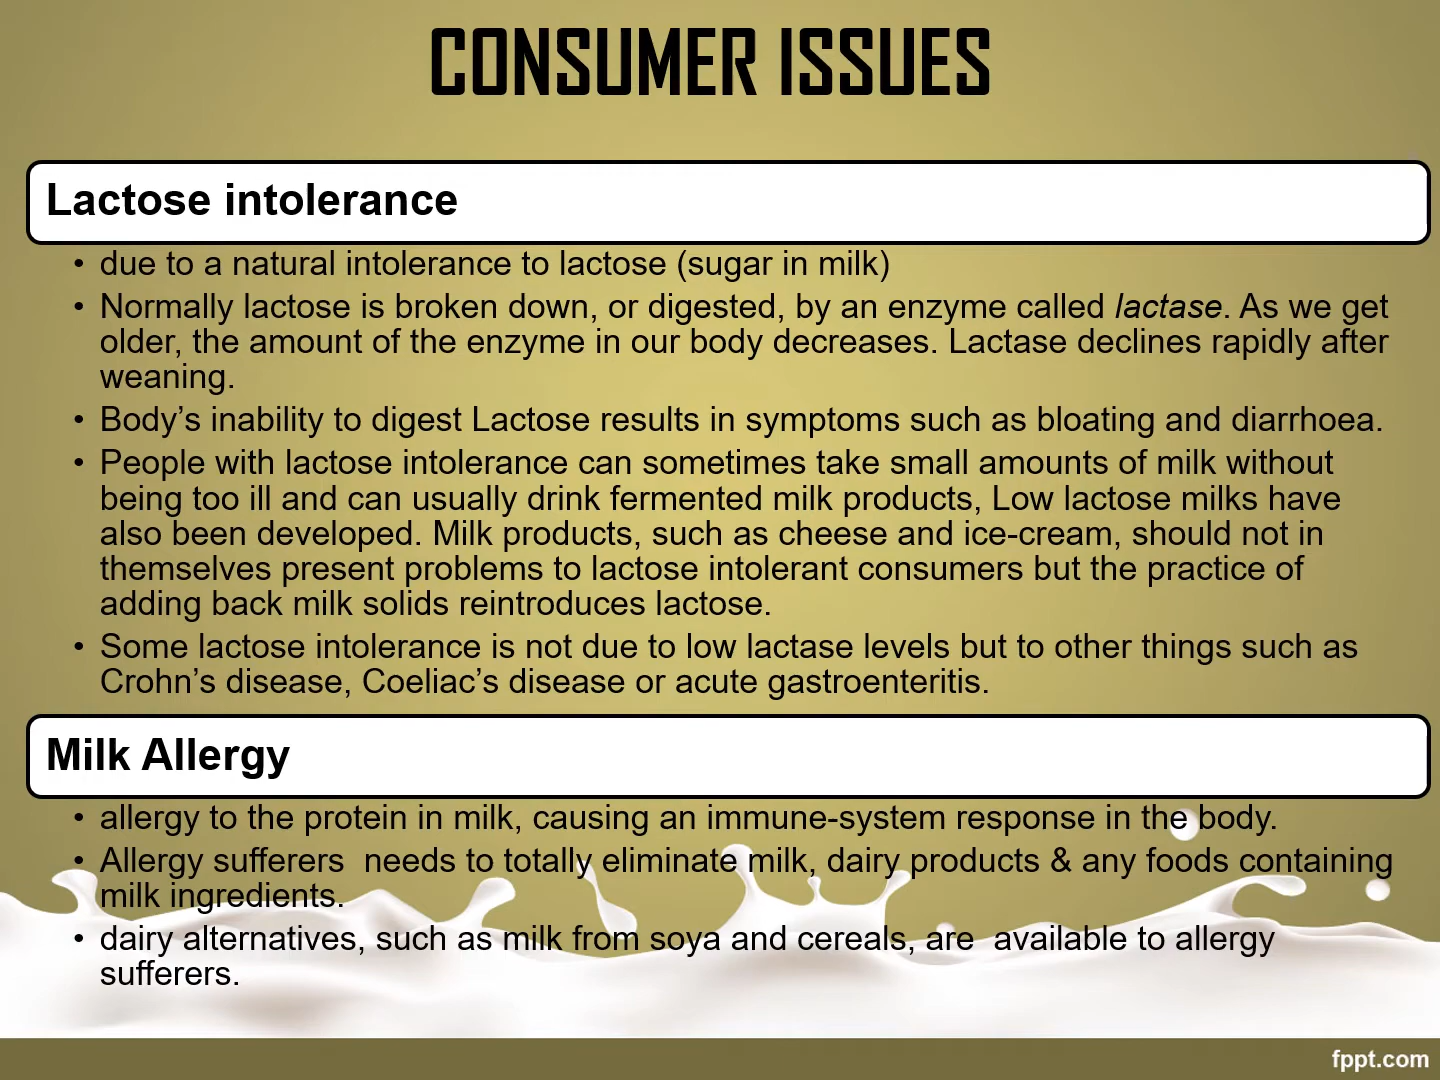 CONSUMER ISSUES
Lactose intolerance
• due to a natural intolerance to lactose (sugar in milk)
• Normally lactose is broken down, or digested, by an enzyme called lactase. As we get
older, the amount of the enzyme in our body decreases. Lactase declines rapidly after
weaning.
• Body’s inability to digest Lactose results in symptoms such as bloating and diarrhoea.
• People with lactose intolerance can sometimes take small amounts of milk without
being too ill and can usually drink fermented milk products, Low lactose milks have
also been developed. Milk products, such as cheese and ice-cream, should not in
themselves present problems to lactose intolerant consumers but the practice of
adding back milk solids reintroduces lactose.
• Some lactose intolerance is not due to low lactase levels but to other things such as
Crohn’s disease, Coeliac’s disease or acute gastroenteritis.
Milk Allergy
• allergy to the protein in milk, causing an immune-system response in the body.
• Allergy sufferers  needs to totally eliminate milk, dairy products & any foods containing
milk ingredients.
• dairy alternatives, such as milk from soya and cereals, are  available to allergy
sufferers.
fppt.com